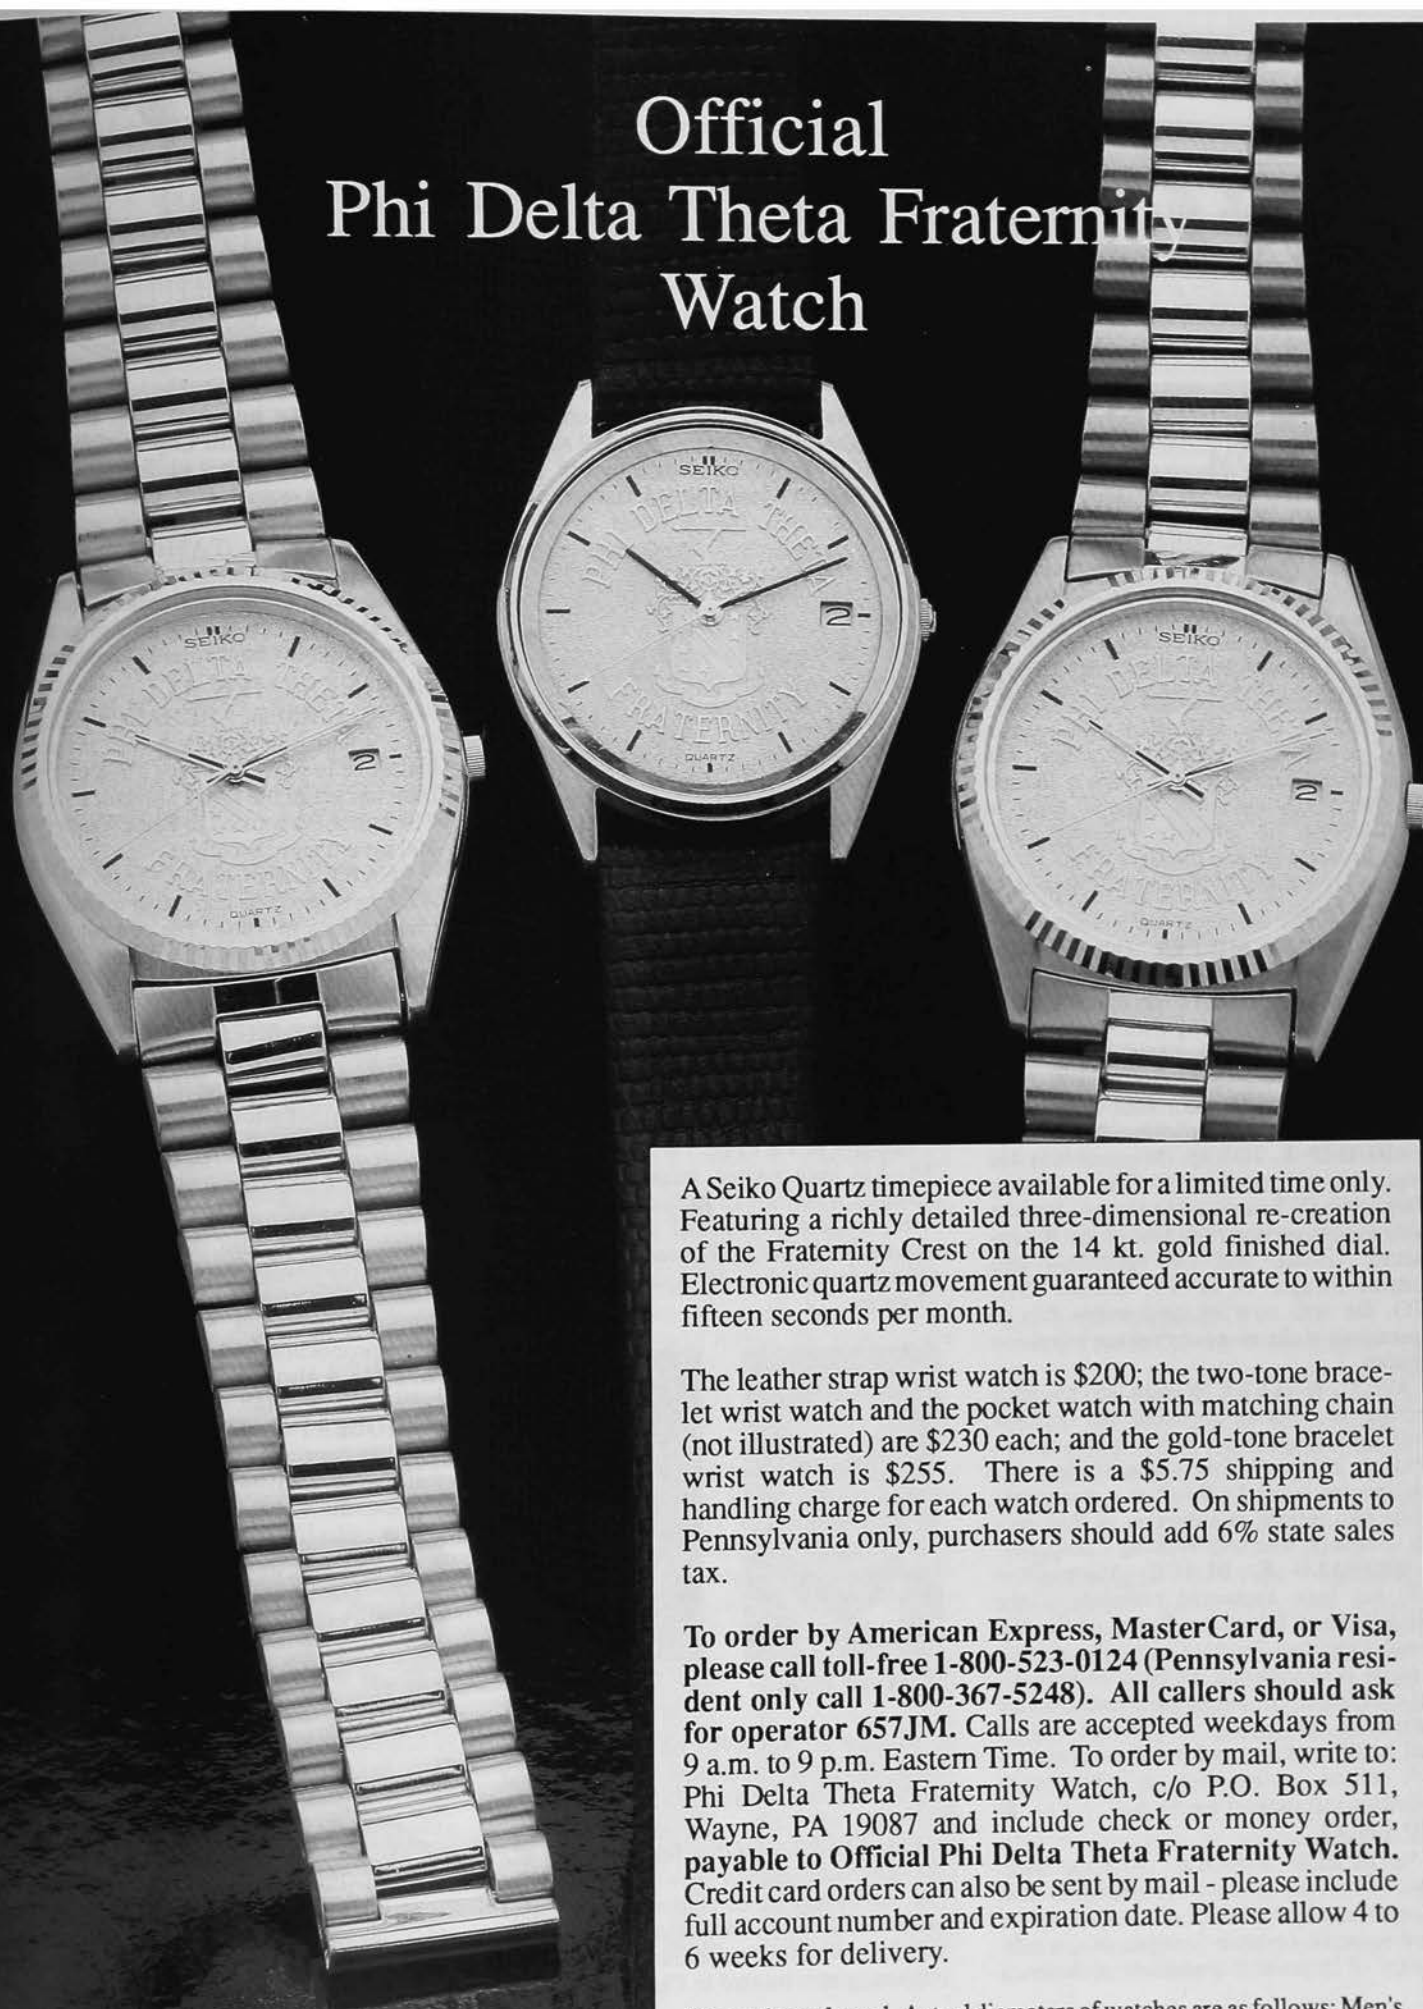 Official
Phi Delta Theta Fraternity
Watch
SEIKO
PHI DELTA THETA
2
FRATERNITY
QUARTZ
SEIKO
PHI DELTA THETA
2
FRATERNITY
QUARTZ
SEIKO
PHI DELTA THETA
2
FRATERNITY
QUARTZ
A Seiko Quartz timepiece available for a limited time only.
Featuring a richly detailed three-dimensional re-creation
of the Fraternity Crest on the 14 kt. gold finished dial.
Electronic quartz movement guaranteed accurate to within
fifteen seconds per month.
The leather strap wrist watch is $200; the two-tone brace-
let wrist watch and the pocket watch with matching chain
(not illustrated) are $230 each; and the gold-tone bracelet
wrist watch is $255. There is a $5.75 shipping and
handling charge for each watch ordered. On shipments to
Pennsylvania only, purchasers should add 6% state sales
tax.
To order by American Express, MasterCard, or Visa,
please call toll-free 1-800-523-0124 (Pennsylvania resi-
dent only call 1-800-367-5248). All callers should ask
for operator 657JM. Calls are accepted weekdays from
9 a.m. to 9 p.m. Eastern Time. To order by mail, write to:
Phi Delta Theta Fraternity Watch, c/o P.O. Box 511,
Wayne, PA 19087 and include check or money order,
payable to Official Phi Delta Theta Fraternity Watch.
Credit card orders can also be sent by mail - please include
full account number and expiration date. Please allow 4 to
6 weeks for delivery.
Actual diameters of watches are as follows: Men's